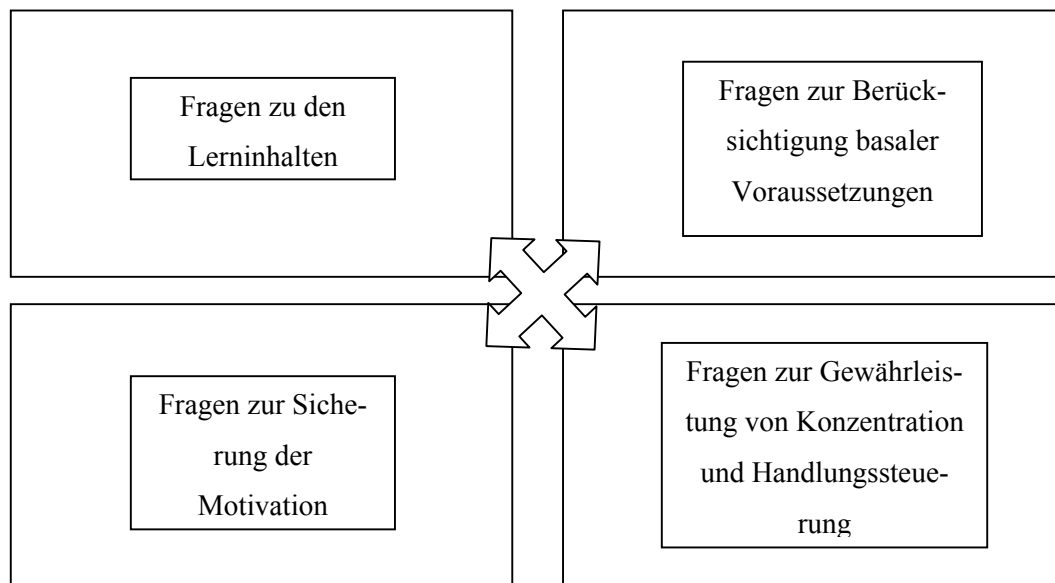 Fragen zu den
Lerninhalten
Fragen zur Berück-
sichtigung basaler
Voraussetzungen
Fragen zur Siche-
rung der
Motivation
Fragen zur Gewährleis-
tung von Konzentration
und Handlungssteue-
rung